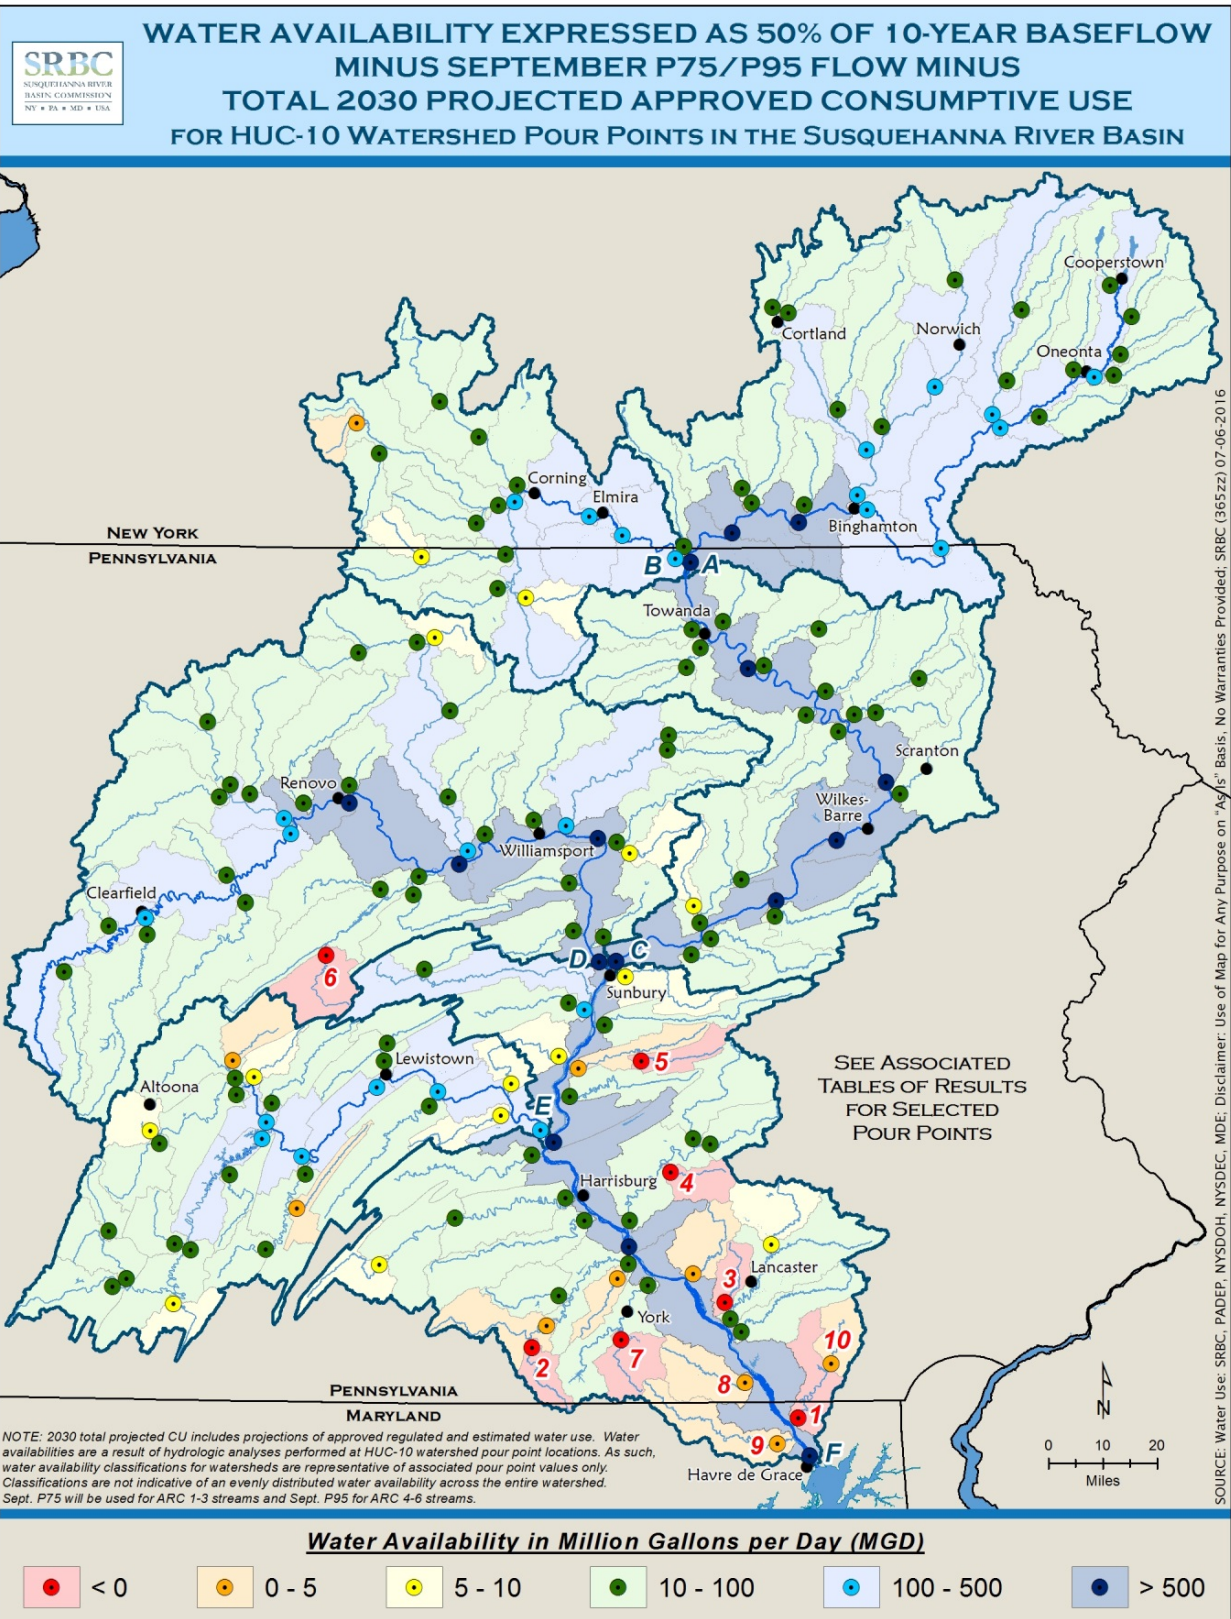 WATER AVAILABILITY EXPRESSED AS 50% OF 10-YEAR BASEFLOW
MINUS SEPTEMBER P75/P95 FLOW MINUS
TOTAL 2030 PROJECTED APPROVED CONSUMPTIVE USE
FOR HUC-10 WATERSHED POUR POINTS IN THE SUSQUEHANNA RIVER BASIN
SRBC
SUSQUEHANNA RIVER
BASIN COMMISSION
NY ▪ PA ▪ MD ▪ USA
Cooperstown
Cortland
Norwich
Oneonta
Corning
Elmira
Binghamton
NEW YORK
PENNSYLVANIA
B
A
Towanda
Scranton
Renovo
Wilkes-
Barre
Williamsport
Clearfield
D
C
6
Sunbury
Lewistown
5
Altoona
E
SEE ASSOCIATED
TABLES OF RESULTS
FOR SELECTED
POUR POINTS
Harrisburg
4
Lancaster
3
York
10
2
7
8
PENNSYLVANIA
MARYLAND
1
9
F
Havre de Grace
N
0 10 20
Miles
NOTE: 2030 total projected CU includes projections of approved regulated and estimated water use. Water
availabilities are a result of hydrologic analyses performed at HUC-10 watershed pour point locations. As such,
water availability classifications for watersheds are representative of associated pour point values only.
Classifications are not indicative of an evenly distributed water availability across the entire watershed.
Sept. P75 will be used for ARC 1-3 streams and Sept. P95 for ARC 4-6 streams.
SOURCE: Water Use: SRBC, PADEP, NYSDOH, NYSDEC, MDE; Disclaimer: Use of Map for Any Purpose on "As Is" Basis, No Warranties Provided; SRBC (365zz) 07-06-2016
Water Availability in Million Gallons per Day (MGD)
< 0
0 - 5
5 - 10
10 - 100
100 - 500
> 500